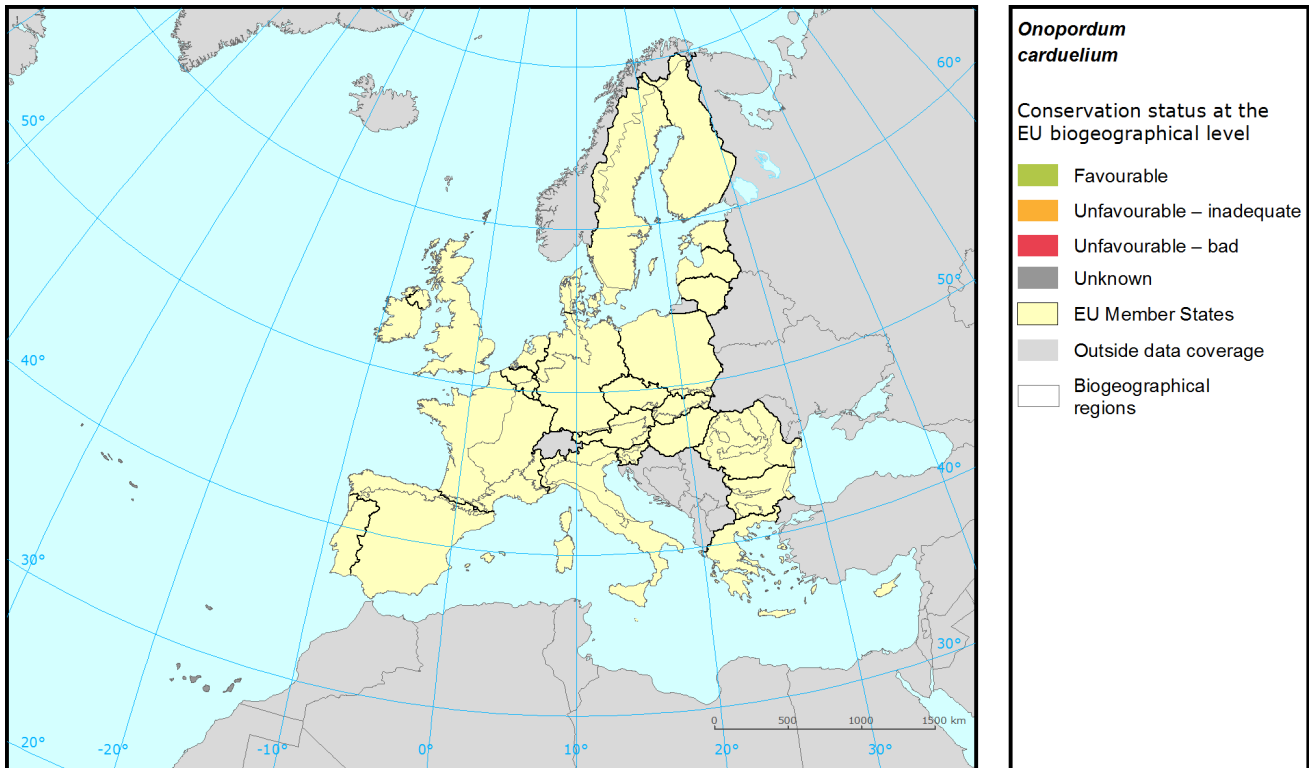 60°
50°
50°
40°
40°
30°
30°
0 500 1000 1500 km
20° -20° -10° 0° 10° 20° 30°
Onopordum
carduelium
Conservation status at the
EU biogeographical level
Favourable
Unfavourable – inadequate
Unfavourable – bad
Unknown
EU Member States
Outside data coverage
Biogeographical
regions